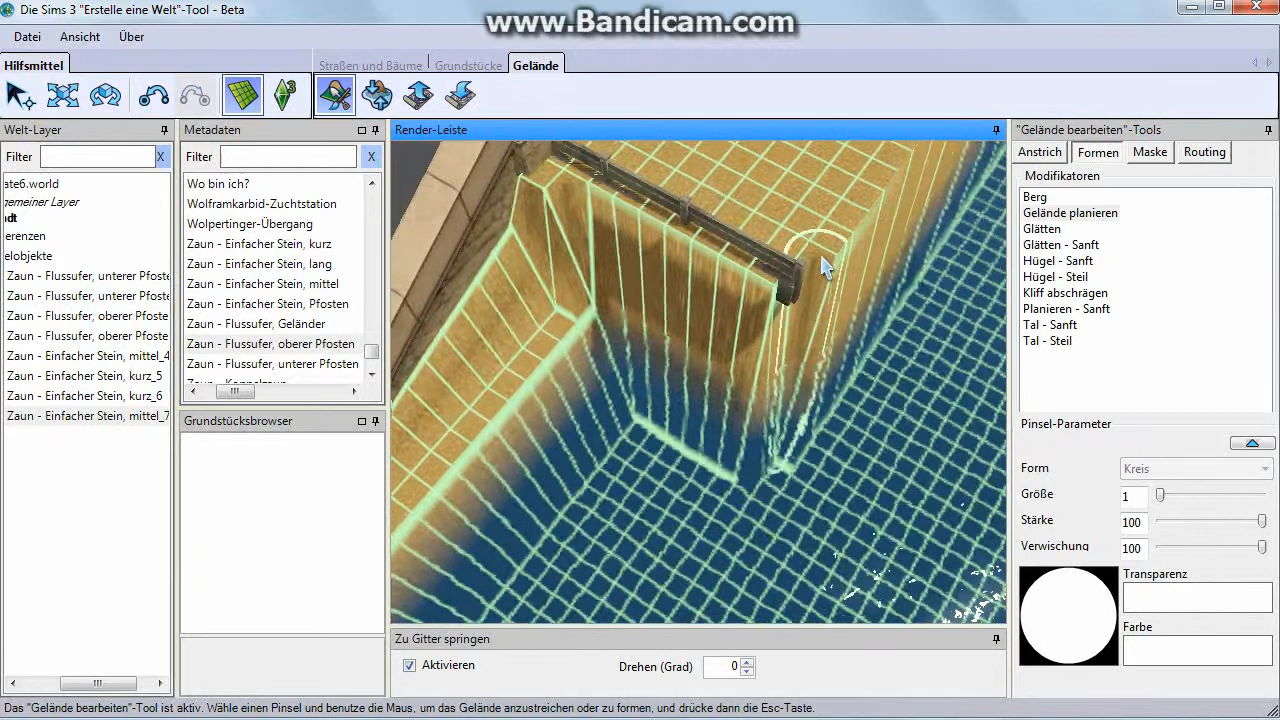 Die Sims 3 "Erstelle eine Welt"-Tool - Beta
www.Bandicam.com
Datei Ansicht Über
Hilfsmittel
Straßen und Bäume Grundstücke Gelände
Welt-Layer
Filter X
ate6.world
gemeiner Layer
dt
erenzen
elobjekte
Zaun - Flussufer, unterer Pfoste
Zaun - Flussufer, unterer Pfoste
Zaun - Flussufer, oberer Pfoste
Zaun - Flussufer, oberer Pfoste
Zaun - Einfacher Stein, mittel_4
Zaun - Einfacher Stein, kurz_5
Zaun - Einfacher Stein, kurz_6
Zaun - Einfacher Stein, mittel_7
Metadaten
Filter X
Wo bin ich?
Wolframkarbid-Zuchtstation
Wolpertinger-Übergang
Zaun - Einfacher Stein, kurz
Zaun - Einfacher Stein, lang
Zaun - Einfacher Stein, mittel
Zaun - Einfacher Stein, Pfosten
Zaun - Flussufer, Geländer
Zaun - Flussufer, oberer Pfosten
Zaun - Flussufer, unterer Pfosten
Grundstücksbrowser
Render-Leiste
Zu Gitter springen
Aktivieren Drehen (Grad) 0
"Gelände bearbeiten"-Tools
Anstrich Formen Maske Routing
Modifikatoren
Berg
Gelände planieren
Glätten
Glätten - Sanft
Hügel - Sanft
Hügel - Steil
Kliff abschrägen
Planieren - Sanft
Tal - Sanft
Tal - Steil
Pinsel-Parameter
Form Kreis
Größe 1
Stärke 100
Verwischung 100
Transparenz
Farbe
Das "Gelände bearbeiten"-Tool ist aktiv. Wähle einen Pinsel und benutze die Maus, um das Gelände anzustreichen oder zu formen, und drücke dann die Esc-Taste.